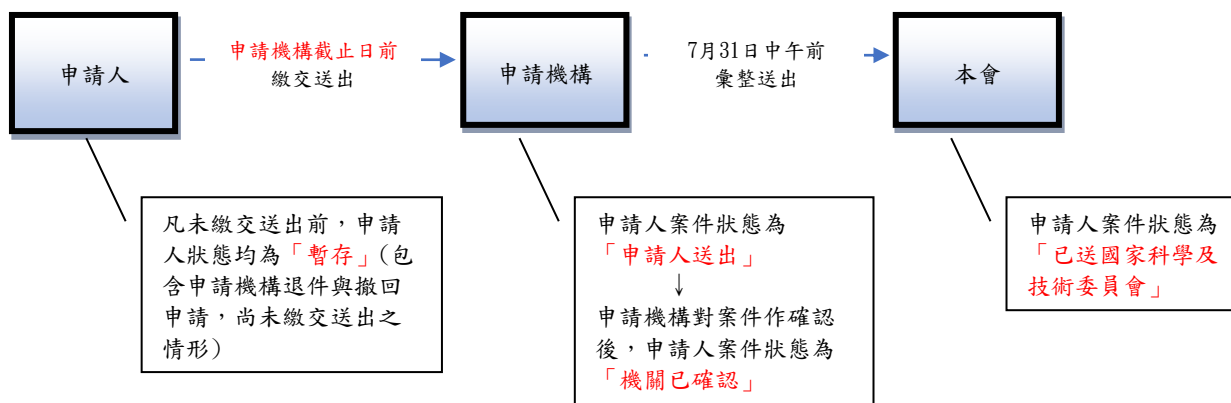 申請人
申請機構截止日前
繳交送出
申請機構
7月31日中午前
彙整送出
本會
凡未繳交送出前，申請
人狀態均為「暫存」(包
含申請機構退件與撤回
申請，尚未繳交送出之
情形)
申請人案件狀態為
「申請人送出」
↓
申請機構對案件作確認
後，申請人案件狀態為
「機關已確認」
申請人案件狀態為
「已送國家科學及
技術委員會」